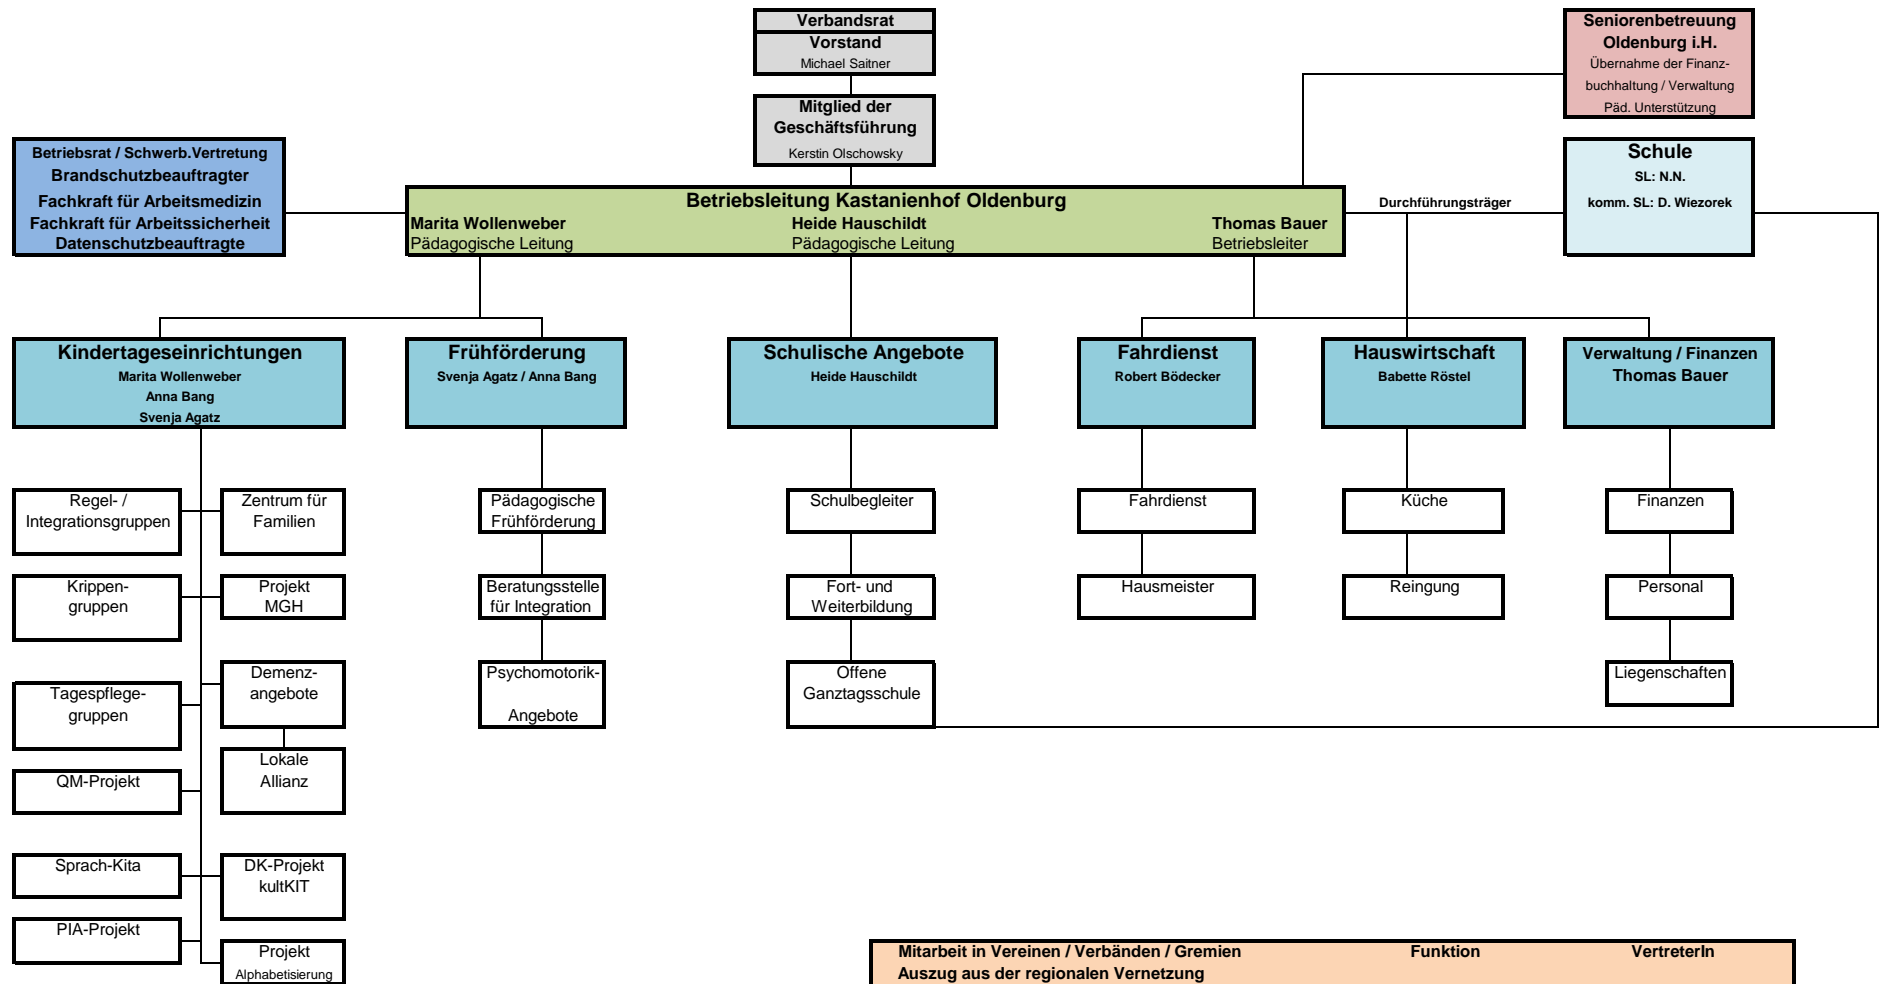 Verbandsrat
Vorstand
Michael Saitner
Mitglied der
Geschäftsführung
Kerstin Olschowsky
Seniorenbetreuung
Oldenburg i.H.
Übernahme der Finanz-
buchhaltung / Verwaltung
Päd. Unterstützung
Betriebsrat / Schwerb.Vertretung
Brandschutzbeauftragter
Fachkraft für Arbeitsmedizin
Fachkraft für Arbeitssicherheit
Datenschutzbeauftragte
Betriebsleitung Kastanienhof Oldenburg
Marita Wollenweber
Pädagogische Leitung
Heide Hauschildt
Pädagogische Leitung
Thomas Bauer
Betriebsleiter
Durchführungsträger
Schule
SL: N.N.
komm. SL: D. Wiezorek
Kindertageseinrichtungen
Marita Wollenweber
Anna Bang
Svenja Agatz
Frühförderung
Svenja Agatz / Anna Bang
Schulische Angebote
Heide Hauschildt
Fahrdienst
Robert Bödecker
Hauswirtschaft
Babette Röstel
Verwaltung / Finanzen
Thomas Bauer
Regel- /
Integrationsgruppen
Zentrum für
Familien
Krippen-
gruppen
Projekt
MGH
Tagespflege-
gruppen
Demenz-
angebote
Lokale
Allianz
QM-Projekt
Sprach-Kita
DK-Projekt
kultKIT
PIA-Projekt
Projekt
Alphabetisierung
Pädagogische
Frühförderung
Beratungsstelle
für Integration
Psychomotorik-
Angebote
Schulbegleiter
Fort- und
Weiterbildung
Offene
Ganztagsschule
Fahrdienst
Hausmeister
Küche
Reingung
Finanzen
Personal
Liegenschaften
Mitarbeit in Vereinen / Verbänden / Gremien Funktion VertreterIn
Auszug aus der regionalen Vernetzung